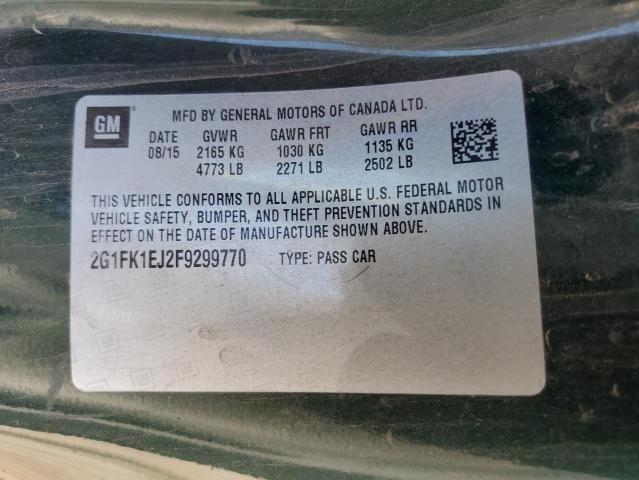 GM
MFD BY GENERAL MOTORS OF CANADA LTD.
DATE GVWR GAWR FRT GAWR RR
08/15 2165 KG 1030 KG 1135 KG
4773 LB 2271 LB 2502 LB
THIS VEHICLE CONFORMS TO ALL APPLICABLE U.S. FEDERAL MOTOR
VEHICLE SAFETY, BUMPER, AND THEFT PREVENTION STANDARDS IN
EFFECT ON THE DATE OF MANUFACTURE SHOWN ABOVE.
2G1FK1EJ2F9299770 TYPE: PASS CAR